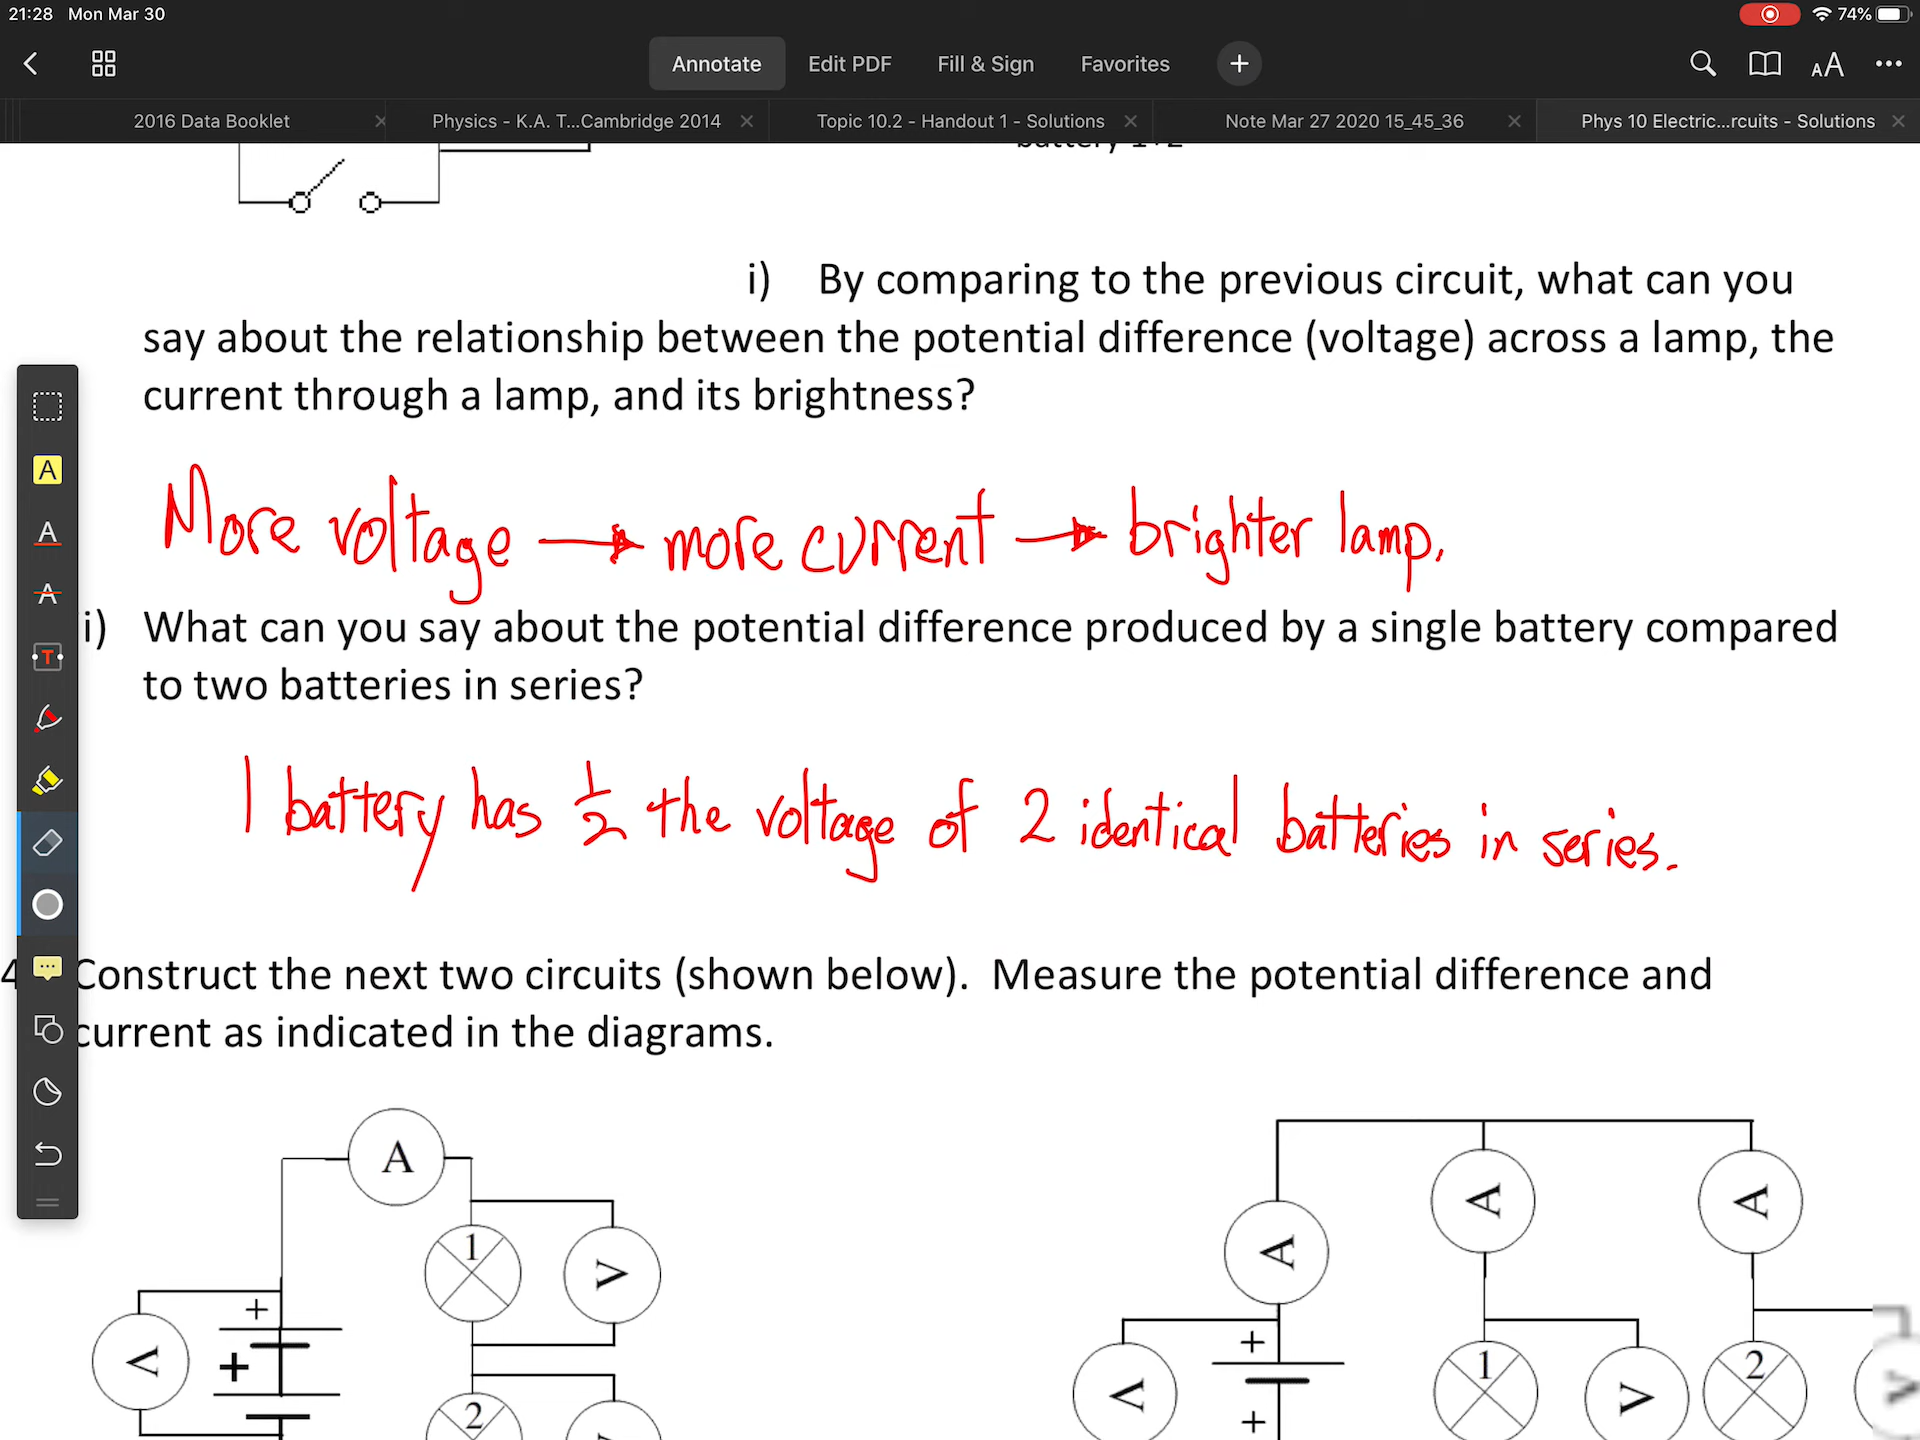 21:28 Mon Mar 30 74%
Annotate Edit PDF Fill & Sign Favorites
2016 Data Booklet Physics - K.A. T...Cambridge 2014 Topic 10.2 - Handout 1 - Solutions Note Mar 27 2020 15_45_36 Phys 10 Electric...rcuits - Solutions
i) By comparing to the previous circuit, what can you
say about the relationship between the potential difference (voltage) across a lamp, the
current through a lamp, and its brightness?
More voltage → more current → brighter lamp.
i) What can you say about the potential difference produced by a single battery compared
to two batteries in series?
1 battery has 1/2 the voltage of 2 identical batteries in series.
4 Construct the next two circuits (shown below). Measure the potential difference and
current as indicated in the diagrams.
A
A A
1 A
V
+ +
V + 1 2
V V
2 +